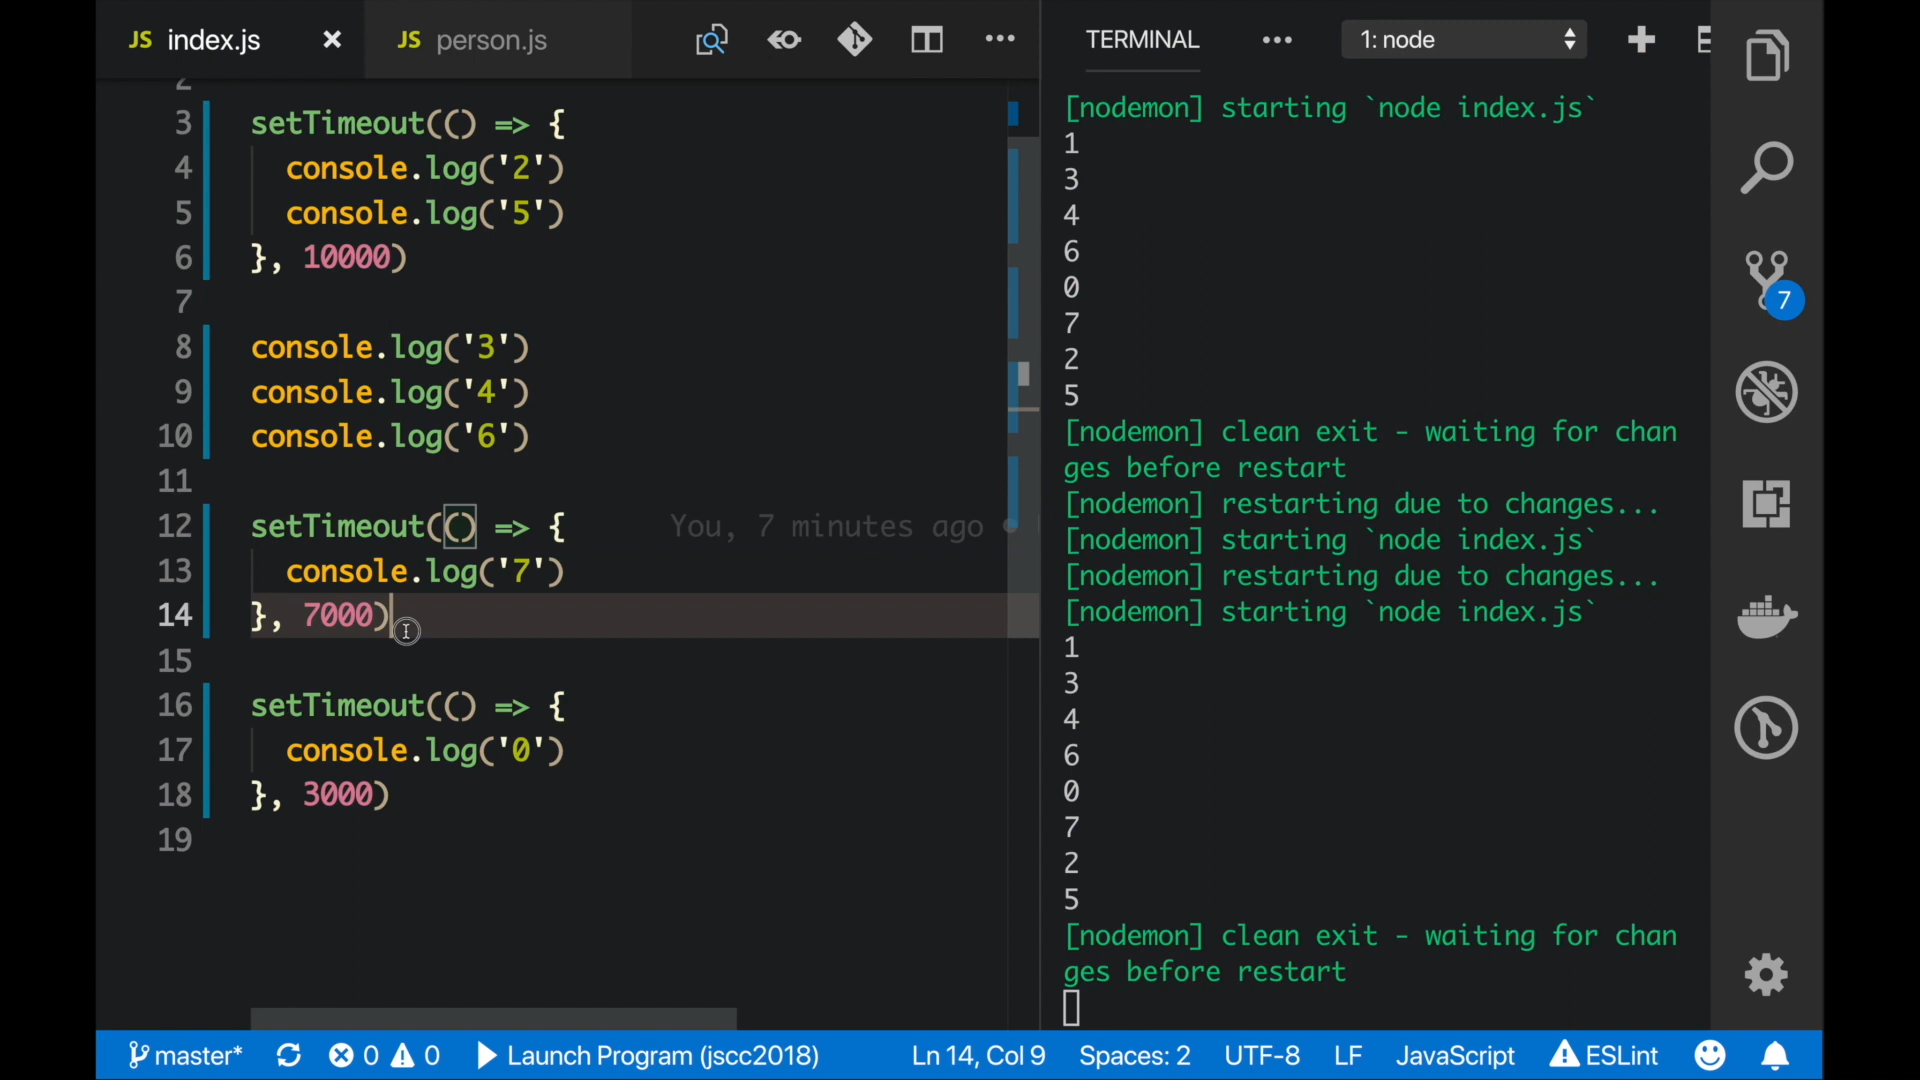 JS index.js
JS person.js
TERMINAL
1: node
2
3 setTimeout(() => {
4 console.log('2')
5 console.log('5')
6 }, 10000)
7
8 console.log('3')
9 console.log('4')
10 console.log('6')
11
12 setTimeout(() => { You, 7 minutes ago
13 console.log('7')
14 }, 7000)
15
16 setTimeout(() => {
17 console.log('0')
18 }, 3000)
19
[nodemon] starting `node index.js`
1
3
4
6
0
7
2
5
[nodemon] clean exit - waiting for chan
ges before restart
[nodemon] restarting due to changes...
[nodemon] starting `node index.js`
[nodemon] restarting due to changes...
[nodemon] starting `node index.js`
1
3
4
6
0
7
2
5
[nodemon] clean exit - waiting for chan
ges before restart
7
master* 0 0 Launch Program (jscc2018) Ln 14, Col 9 Spaces: 2 UTF-8 LF JavaScript ESLint